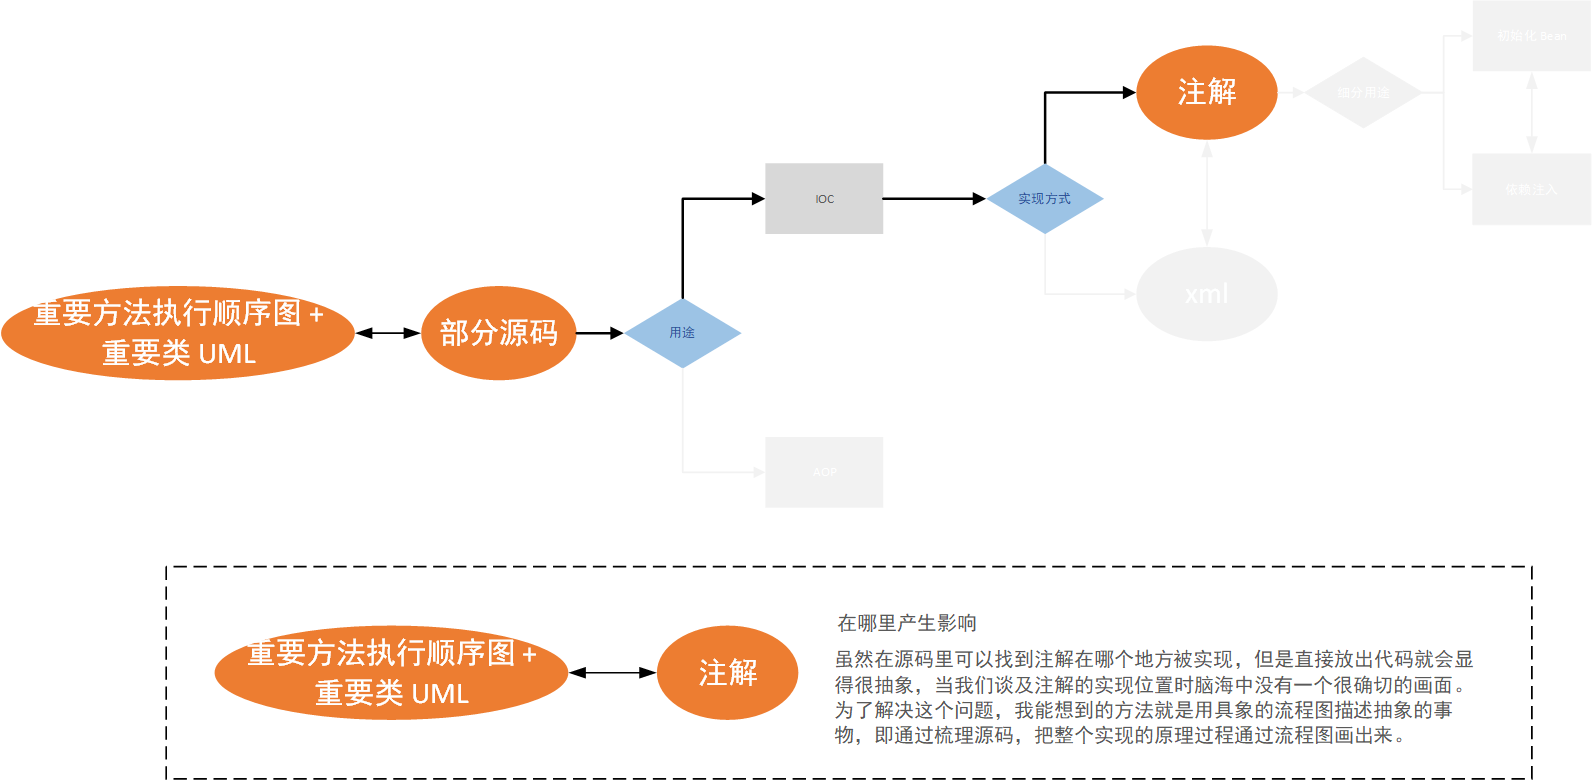 初始化 Bean
注解
细分用途
依赖注入
IOC
实现方式
xml
重要方法执行顺序图 +
重要类 UML
部分源码
用途
AOP
重要方法执行顺序图 +
重要类 UML
注解
在哪里产生影响
虽然在源码里可以找到注解在哪个地方被实现，但是直接放出代码就会显
得很抽象，当我们谈及注解的实现位置时脑海中没有一个很确切的画面。
为了解决这个问题，我能想到的方法就是用具象的流程图描述抽象的事
物，即通过梳理源码，把整个实现的原理过程通过流程图画出来。